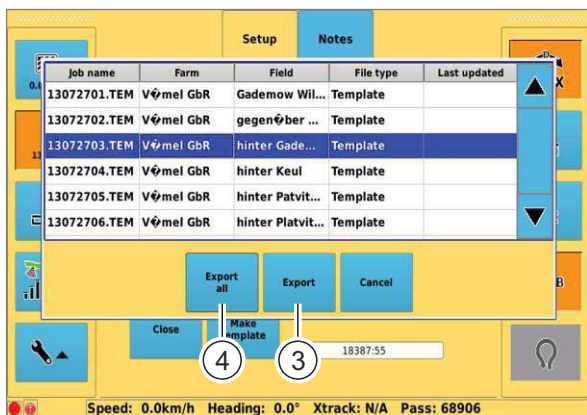 Setup Notes
Job name Farm Field File type Last updated
13072701.TEM V�mel GbR Gademow Wil... Template
13072702.TEM V�mel GbR gegen�ber ... Template
13072703.TEM V�mel GbR hinter Gade... Template
13072704.TEM V�mel GbR hinter Keul Template
13072705.TEM V�mel GbR hinter Patvit... Template
13072706.TEM V�mel GbR hinter Platvit... Template
Export all
Export
Cancel
Close
Make
18387:55
4
3
Speed: 0.0km/h Heading: 0.0° Xtrack: N/A Pass: 68906